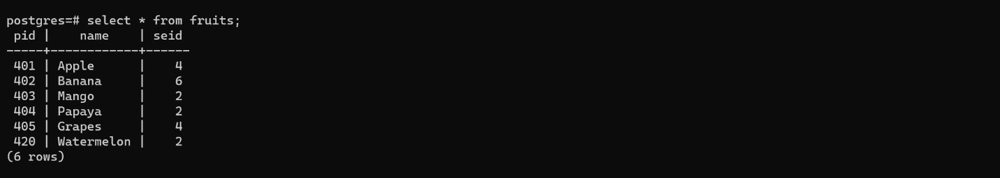 postgres=# select * from fruits;
 pid |    name    | seid
-----+------------+------
 401 | Apple      |    4
 402 | Banana     |    6
 403 | Mango      |    2
 404 | Papaya     |    2
 405 | Grapes     |    4
 420 | Watermelon |    2
(6 rows)